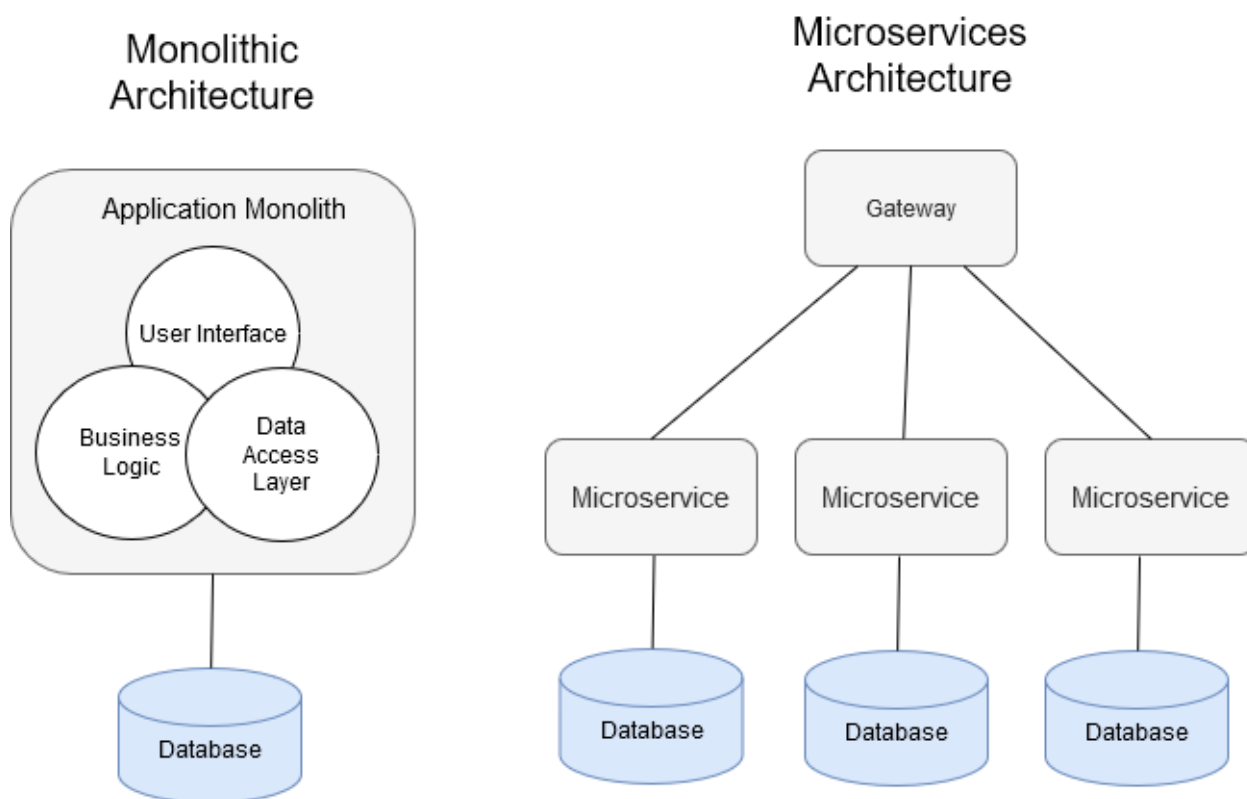 Monolithic
Architecture
Application Monolith
User Interface
Business
Logic
Data
Access
Layer
Database
Microservices
Architecture
Gateway
Microservice
Microservice
Microservice
Database
Database
Database